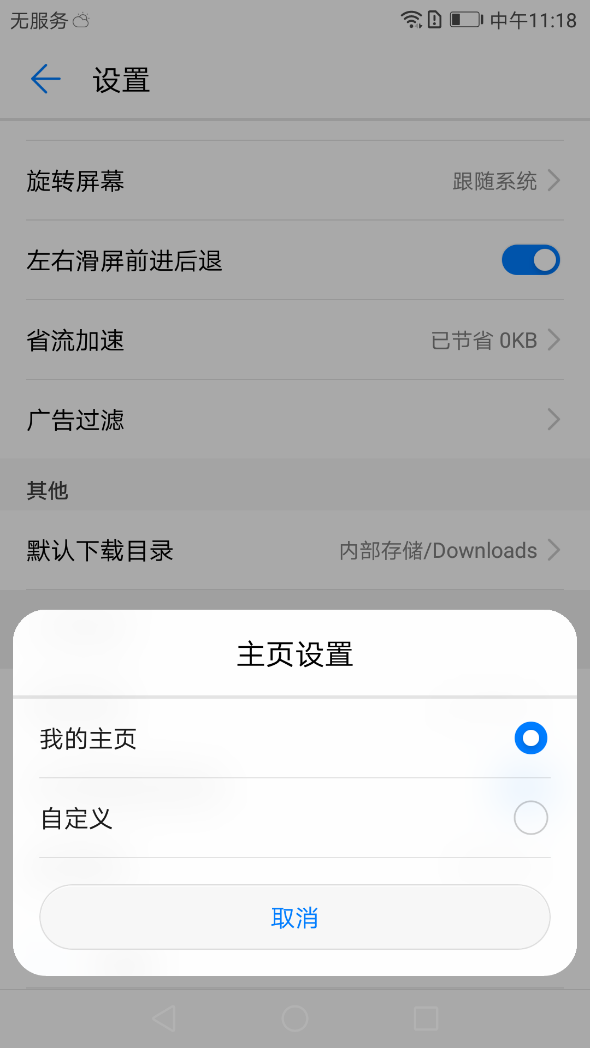 无服务 中午11:18
设置
旋转屏幕 跟随系统
左右滑屏前进后退
省流加速 已节省 0KB
广告过滤
其他
默认下载目录 内部存储/Downloads
主页设置
我的主页
自定义
取消